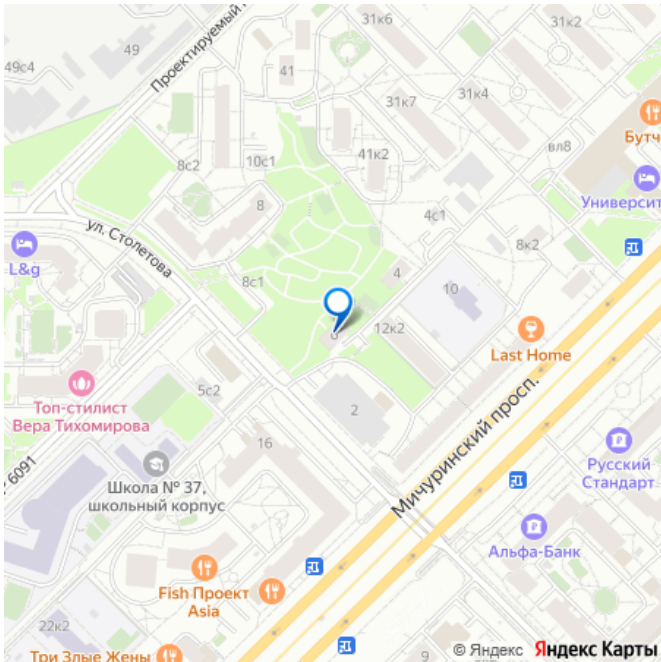 31к6
31к2
49
Проектируемый
49с4
41
31к7
31к4
Бутч
41к2
вл8
8с2
10с1
Универси
8
4с1
ул. Столетова
8к2
L&g
8с1
4
10
6
12к2
Last Home
Топ-стилист
Вера Тихомирова
5с2
2
Мичуринский просп.
16
6091
Школа № 37,
школьный корпус
Русский
Стандарт
Альфа-Банк
Fish Проект
Asia
22к2
Три Злые Жены
9
© Яндекс Яндекс Карты